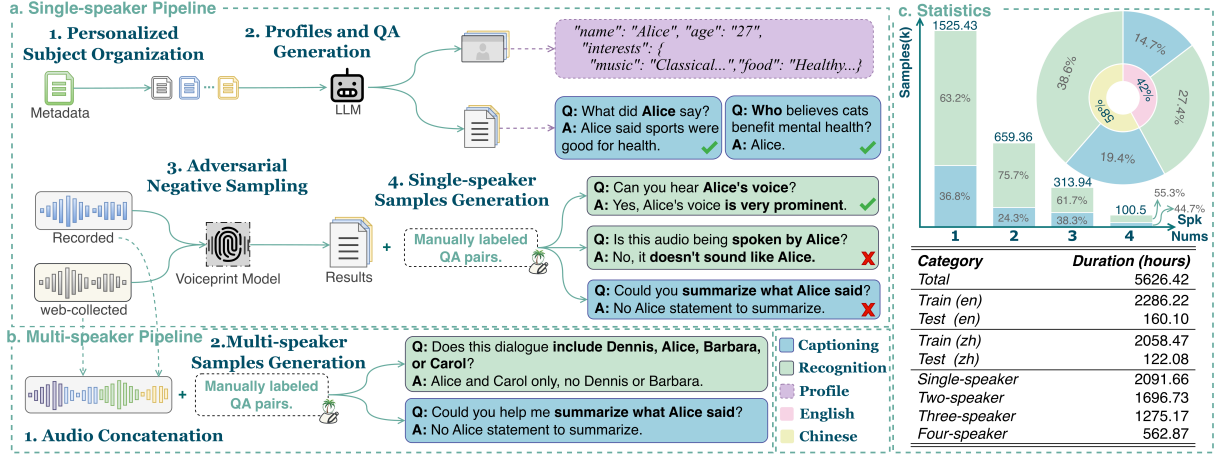 a. Single-speaker Pipeline
1. Personalized
Subject Organization
Metadata
2. Profiles and QA
Generation
LLM
"name": "Alice", "age": "27",
"interests": {
"music": "Classical...","food": "Healthy...}
Q: What did Alice say?
A: Alice said sports were
good for health.
Q: Who believes cats
benefit mental health?
A: Alice.
3. Adversarial
Negative Sampling
Recorded
web-collected
Voiceprint Model
Results
+
4. Single-speaker
Samples Generation
Manually labeled
QA pairs.
Q: Can you hear Alice's voice?
A: Yes, Alice's voice is very prominent.
Q: Is this audio being spoken by Alice?
A: No, it doesn't sound like Alice.
X
Q: Could you summarize what Alice said?
A: No Alice statement to summarize.
X
b. Multi-speaker Pipeline
1. Audio Concatenation
+
2.Multi-speaker
Samples Generation
Manually labeled
QA pairs.
Q: Does this dialogue include Dennis, Alice, Barbara,
or Carol?
A: Alice and Carol only, no Dennis or Barbara.
Q: Could you help me summarize what Alice said?
A: No Alice statement to summarize.
Captioning
Recognition
Profile
English
Chinese
c. Statistics
Samples(k)
1525.43
63.2%
36.8%
659.36
75.7%
24.3%
313.94
61.7%
38.3%
100.5
55.3%
44.7%
1 2 3 4
Spk
Nums
14.7%
27.4%
19.4%
38.6%
42%
58%
Category Duration (hours)
Total 5626.42
Train (en) 2286.22
Test (en) 160.10
Train (zh) 2058.47
Test (zh) 122.08
Single-speaker 2091.66
Two-speaker 1696.73
Three-speaker 1275.17
Four-speaker 562.87